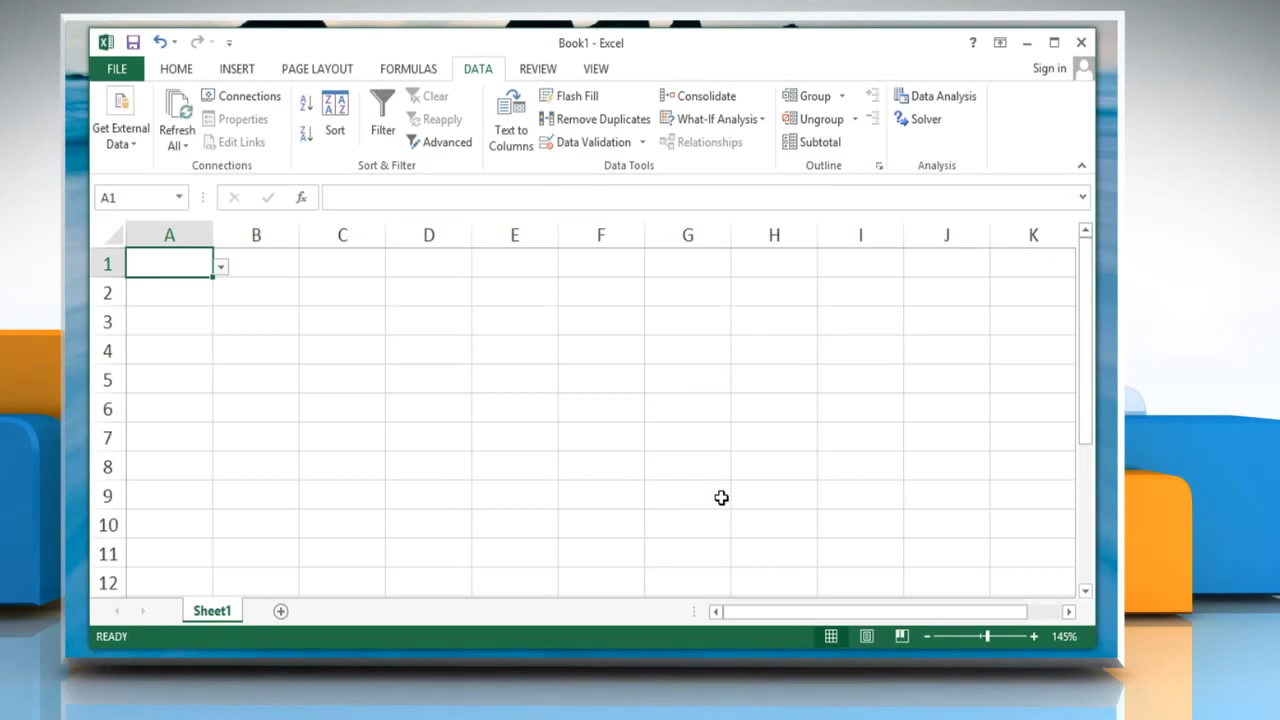 Book1 - Excel
?
FILE HOME INSERT PAGE LAYOUT FORMULAS DATA REVIEW VIEW Sign in
Get External Data
Refresh All
Connections
Properties
Edit Links
Connections
Sort
Filter
Clear
Reapply
Advanced
Sort & Filter
Text to Columns
Flash Fill
Remove Duplicates
Data Validation
Consolidate
What-If Analysis
Relationships
Data Tools
Group
Ungroup
Subtotal
Outline
Data Analysis
Solver
Analysis
A1 fx
A B C D E F G H I J K
1
2
3
4
5
6
7
8
9
10
11
12
Sheet1
READY 145%